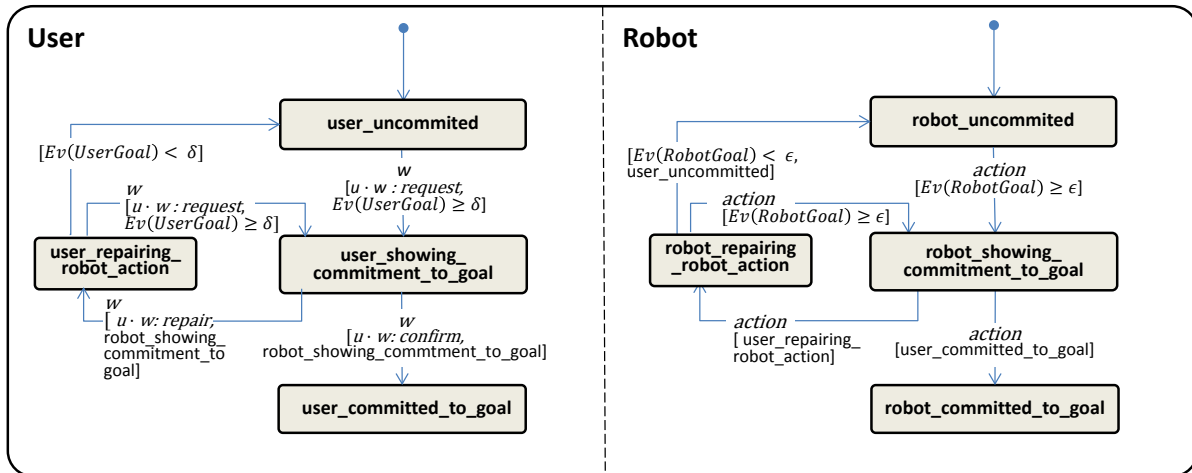 User
user_uncommited
[Ev(UserGoal) < δ]
w
[u · w : request,
Ev(UserGoal) ≥ δ]
w
[u · w : request,
Ev(UserGoal) ≥ δ]
user_repairing_
robot_action
user_showing_
commitment_to_goal
w
[ u · w: repair,
robot_showing_
commitment_to
goal]
w
[u · w: confirm,
robot_showing_commtment_to_goal]
user_committed_to_goal
Robot
robot_uncommited
[Ev(RobotGoal) < ϵ,
user_uncommitted]
action
[Ev(RobotGoal) ≥ ϵ]
action
[Ev(RobotGoal) ≥ ϵ]
robot_repairing
_robot_action
robot_showing_
commitment_to_goal
action
[ user_repairing_
robot_action]
action
[user_committed_to_goal]
robot_committed_to_goal